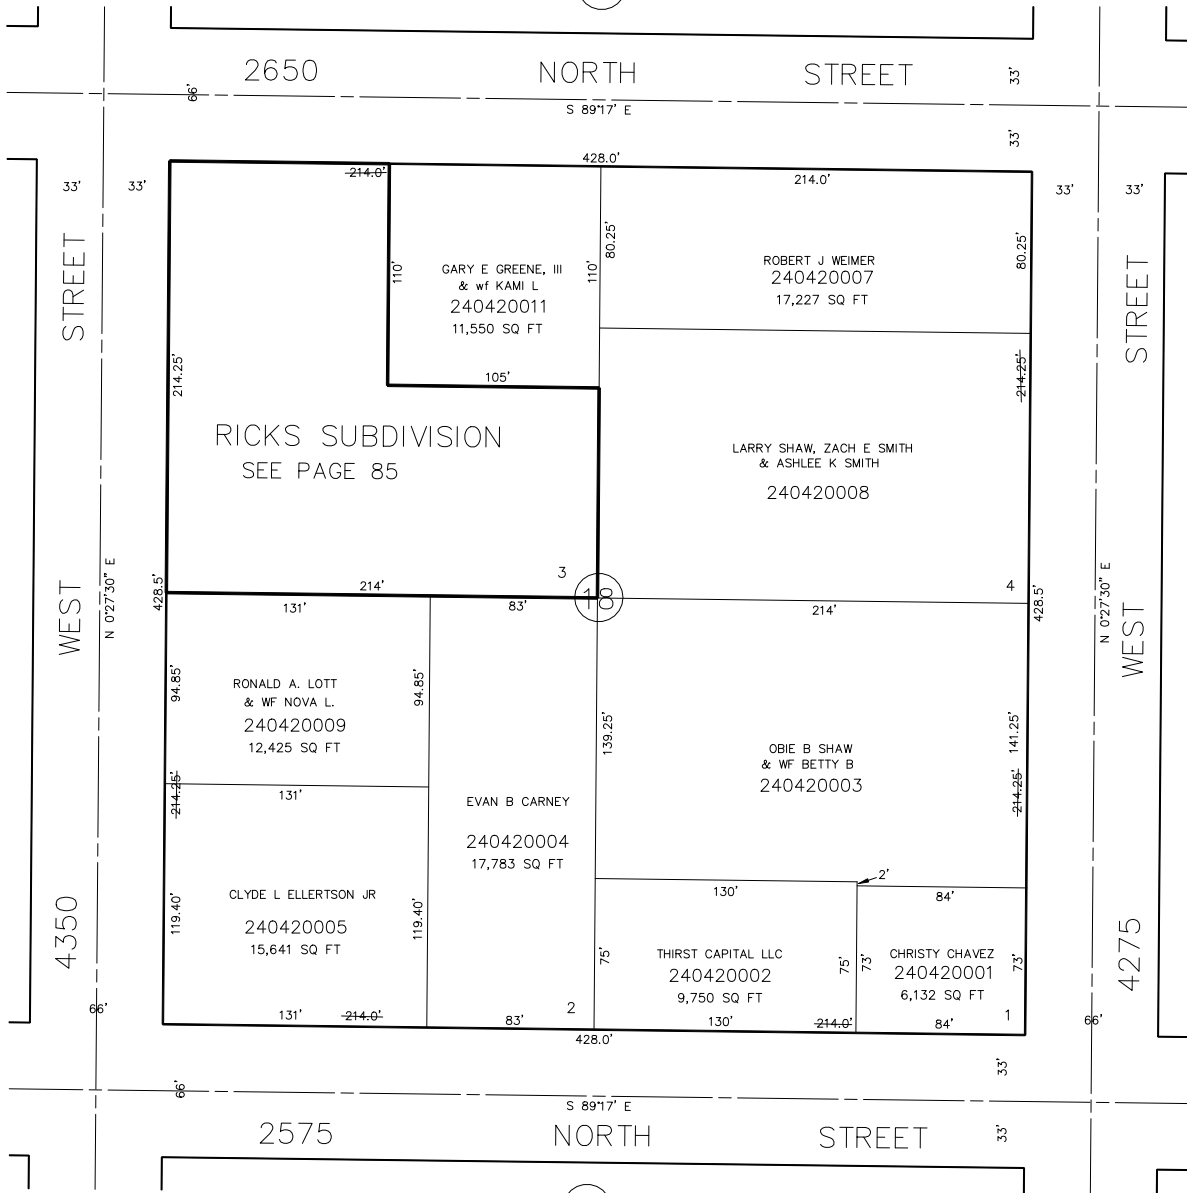 2650 NORTH STREET
33'
66'
S 89°17' E
33'
428.0'
214.0'
214.0'
33'
33'
33'
33'
STREET
WEST
4350
N 0°27'30" E
428.5'
214.25'
110'
GARY E GREENE, III
& wf KAMI L
240420011
11,550 SQ FT
110'
105'
80.25'
ROBERT J WEIMER
240420007
17,227 SQ FT
80.25'
214.25'
RICKS SUBDIVISION
SEE PAGE 85
LARRY SHAW, ZACH E SMITH
& ASHLEE K SMITH
240420008
3
18
4
214'
214'
131'
83'
94.85'
RONALD A. LOTT
& WF NOVA L.
240420009
12,425 SQ FT
94.85'
131'
214.25'
139.25'
OBIE B SHAW
& WF BETTY B
240420003
141.25'
214.25'
EVAN B CARNEY
240420004
17,783 SQ FT
CLYDE L ELLERTSON JR
240420005
15,641 SQ FT
119.40'
119.40'
2'
130'
84'
THIRST CAPITAL LLC
240420002
9,750 SQ FT
75'
75'
CHRISTY CHAVEZ
240420001
6,132 SQ FT
73'
73'
2
1
131'
214.0'
83'
130'
214.0'
84'
428.0'
STREET
WEST
4275
N 0°27'30" E
428.5'
66'
66'
33'
66'
S 89°17' E
33'
2575 NORTH STREET